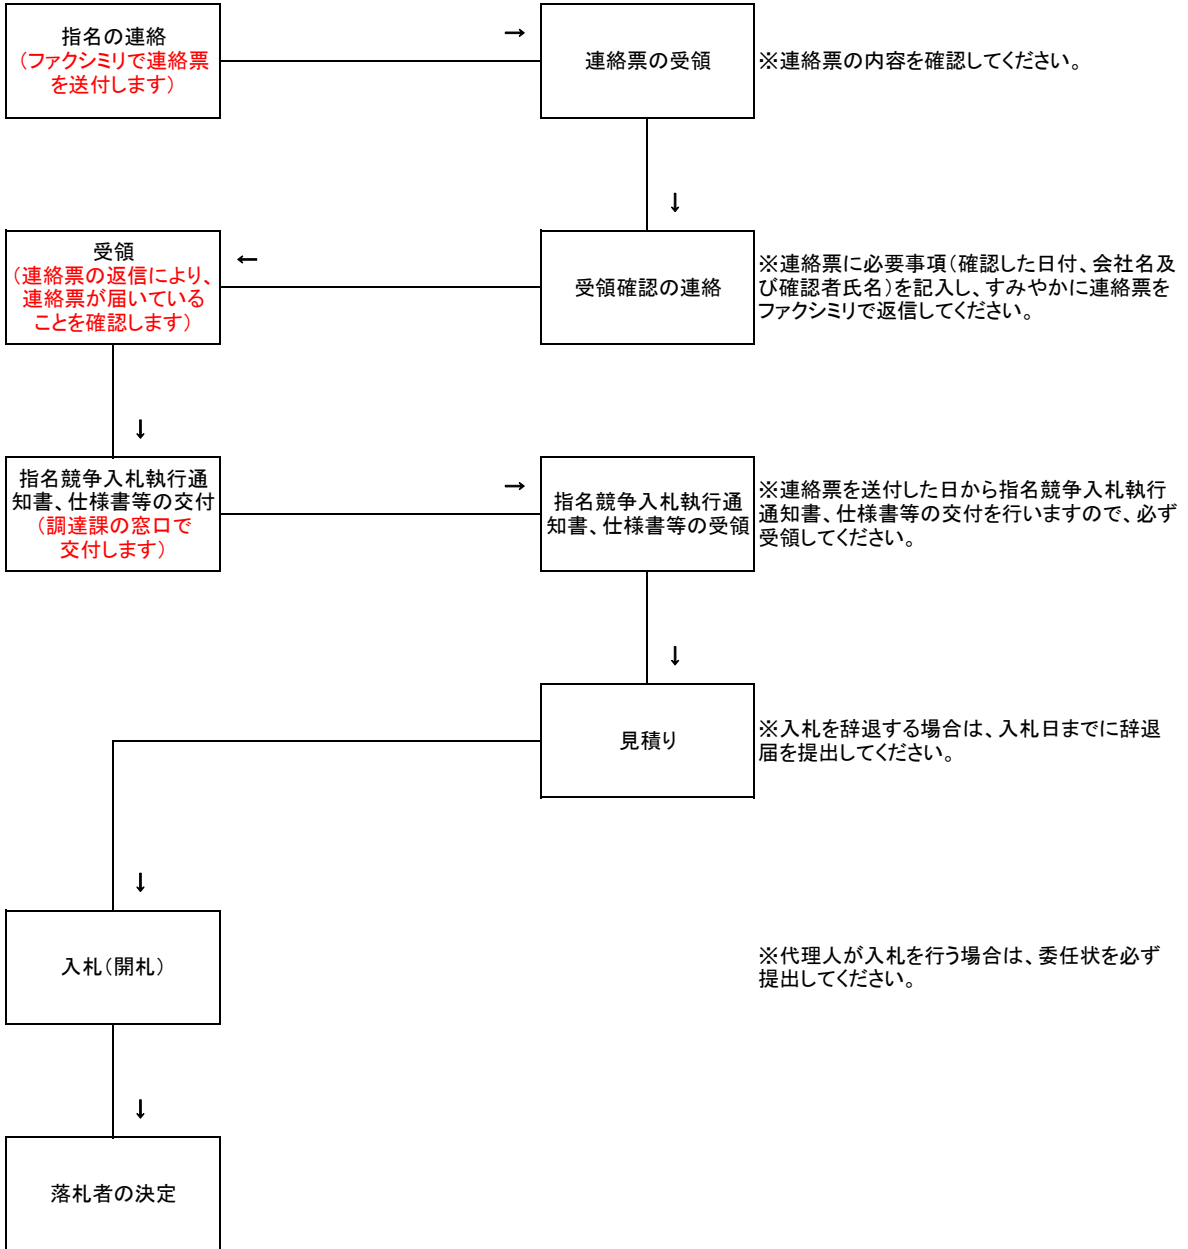 指名の連絡
(ファクシミリで連絡票
を送付します)
→
連絡票の受領
※連絡票の内容を確認してください。
↓
受領
(連絡票の返信により、
連絡票が届いている
ことを確認します)
←
受領確認の連絡
※連絡票に必要事項(確認した日付、会社名及
び確認者氏名)を記入し、すみやかに連絡票を
ファクシミリで返信してください。
↓
指名競争入札執行通
知書、仕様書等の交付
(調達課の窓口で
交付します)
→
指名競争入札執行通
知書、仕様書等の受領
※連絡票を送付した日から指名競争入札執行
通知書、仕様書等の交付を行いますので、必ず
受領してください。
↓
見積り
※入札を辞退する場合は、入札日までに辞退
届を提出してください。
↓
入札(開札)
※代理人が入札を行う場合は、委任状を必ず
提出してください。
↓
落札者の決定